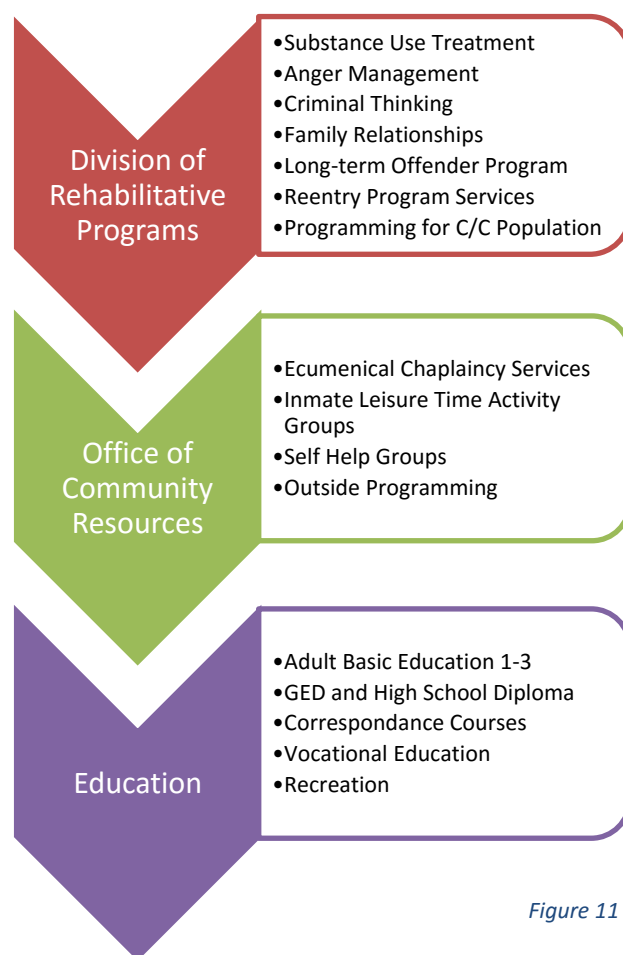 Division of
Rehabilitative
Programs
•Substance Use Treatment
•Anger Management
•Criminal Thinking
•Family Relationships
•Long-term Offender Program
•Reentry Program Services
•Programming for C/C Population
Office of
Community
Resources
•Ecumenical Chaplaincy Services
•Inmate Leisure Time Activity
Groups
•Self Help Groups
•Outside Programming
Education
•Adult Basic Education 1-3
•GED and High School Diploma
•Correspondance Courses
•Vocational Education
•Recreation
Figure 11